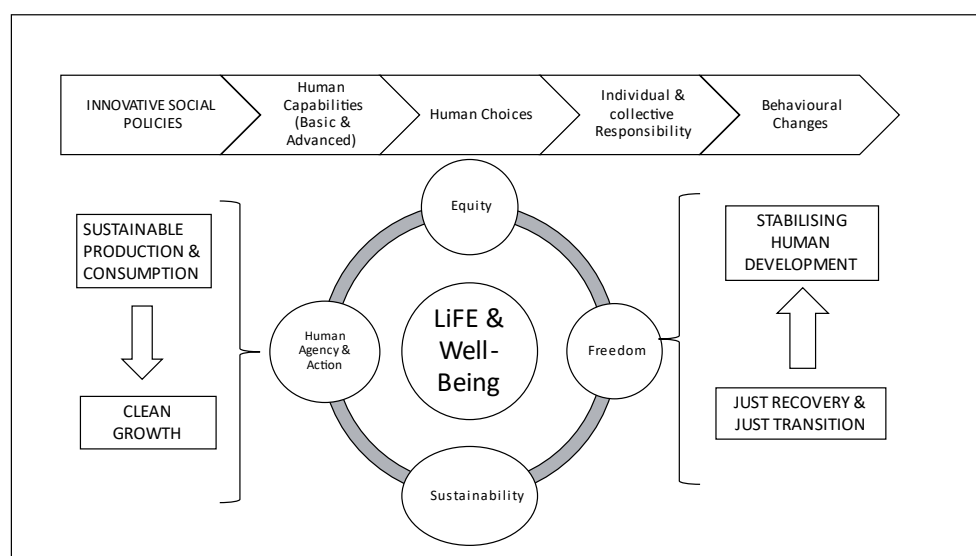 INNOVATIVE SOCIAL
POLICIES
Human
Capabilities
(Basic &
Advanced)
Human Choices
Individual &
collective
Responsibility
Behavioural
Changes
Equity
SUSTAINABLE
PRODUCTION &
CONSUMPTION
STABILISING
HUMAN
DEVELOPMENT
LiFE &
Well-
Being
Human
Agency &
Action
Freedom
CLEAN
GROWTH
JUST RECOVERY &
JUST TRANSITION
Sustainability